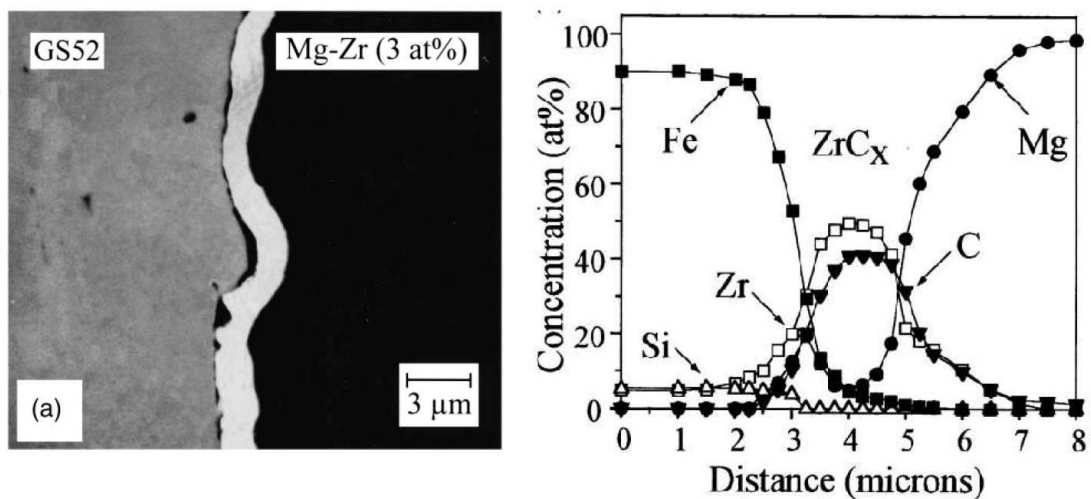 GS52
Mg-Zr (3 at%)
3 µm
(a)
Concentration (at%)
100
80
60
40
20
0
Fe
ZrCX
Mg
Zr
C
Si
0 1 2 3 4 5 6 7 8
Distance (microns)